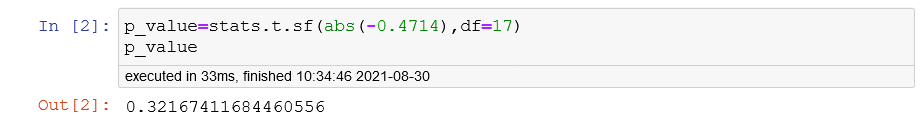 In [2]: p_value=stats.t.sf(abs(-0.4714),df=17)
p_value
executed in 33ms, finished 10:34:46 2021-08-30
Out[2]: 0.32167411684460556